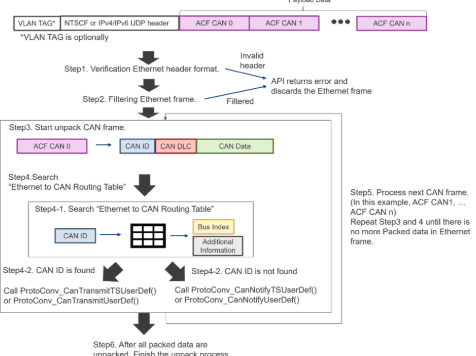 Payload Data
VLAN TAG* NTSCF or IPv4/IPv6 UDP header ACF CAN 0 ACF CAN 1 ACF CAN n
*VLAN TAG is optionally
Step1. Verification Ethernet header format.
Invalid
header
API returns error and
discards the Ethernet frame
Step2. Filtering Ethernet frame.
Filtered
Step3. Start unpack CAN frame.
ACF CAN 0 CAN ID CAN DLC CAN Data
Step4.Search
"Ethernet to CAN Routing Table"
Step4-1. Search "Ethernet to CAN Routing Table"
CAN ID
Bus Index
Additional
Information
Step5. Process next CAN frame.
(In this example, ACF CAN1, …
ACF CAN n)
Repeat Step3 and 4 until there is
no more Packed data in Ethernet
frame.
Step4-2. CAN ID is found
Call ProtoConv_CanTransmitTSUserDef()
or ProtoConv_CanTransmitUserDef()
Step4-2. CAN ID is not found
Call ProtoConv_CanNotifyTSUserDef()
or ProtoConv_CanNotifyUserDef()
Step6. After all packed data are
unpacked. Finish the unpack process